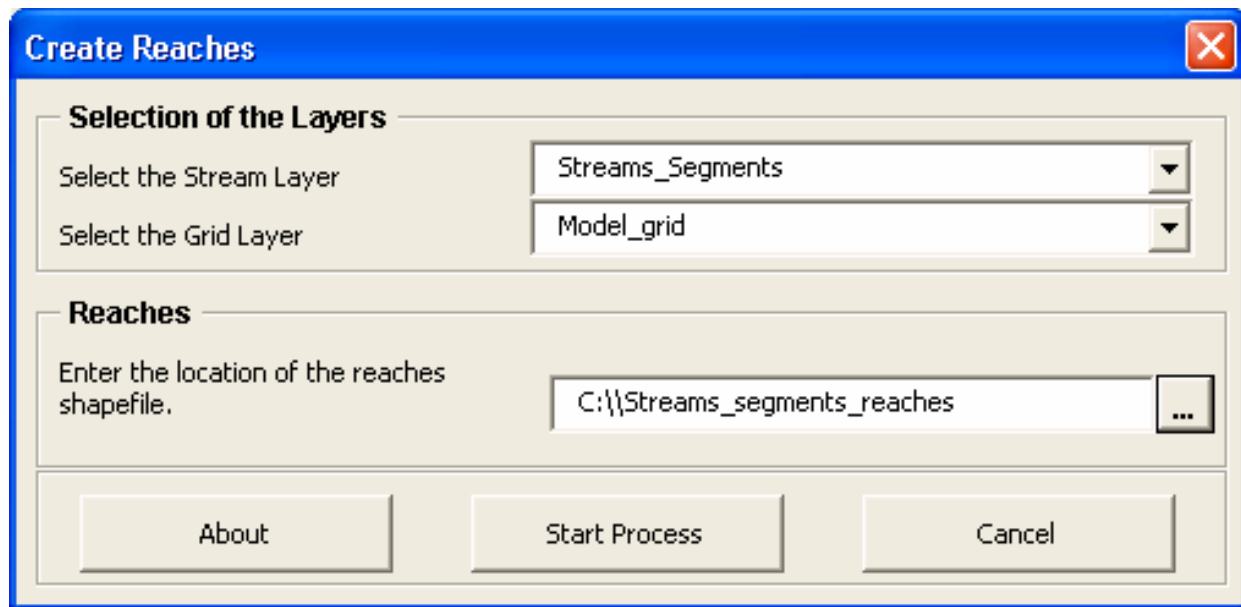 Create Reaches
Selection of the Layers
Select the Stream Layer
Streams_Segments
Select the Grid Layer
Model_grid
Reaches
Enter the location of the reaches
shapefile.
C:\\Streams_segments_reaches
...
About
Start Process
Cancel